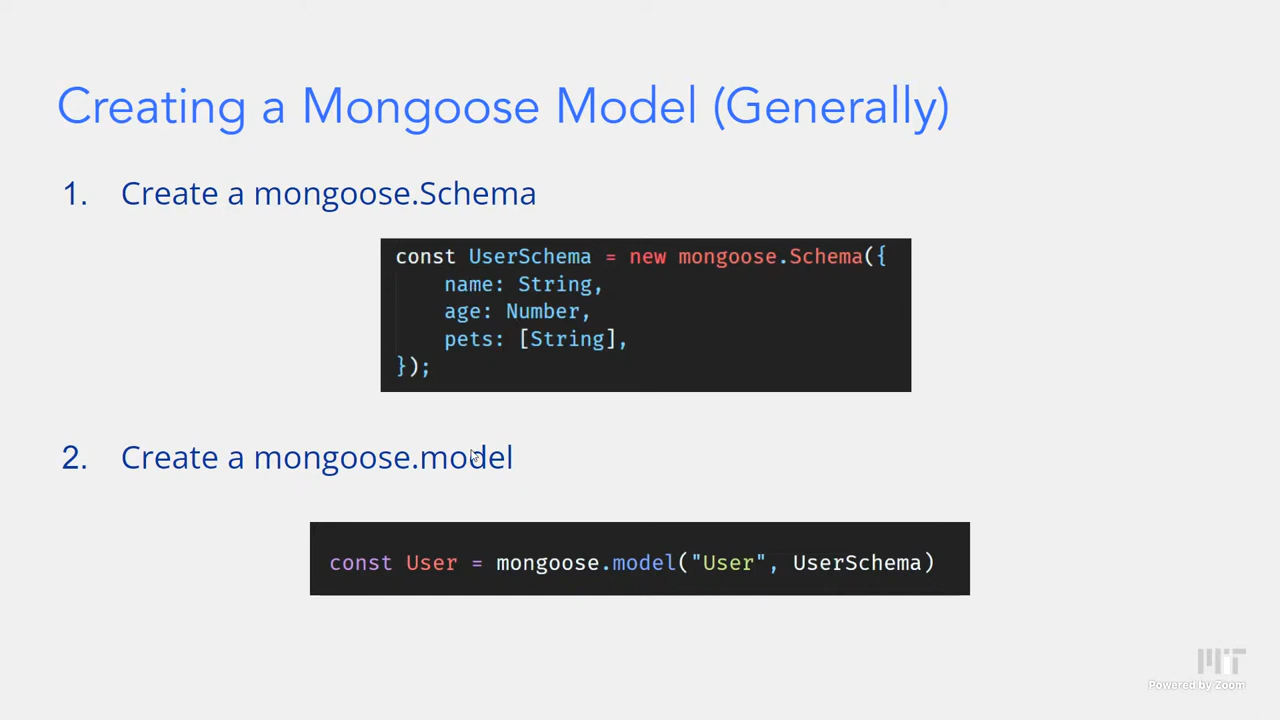 Creating a Mongoose Model (Generally)
1. Create a mongoose.Schema
const UserSchema = new mongoose.Schema({
name: String,
age: Number,
pets: [String],
});
2. Create a mongoose.model
const User = mongoose.model("User", UserSchema)
MIT
Powered by Zoom